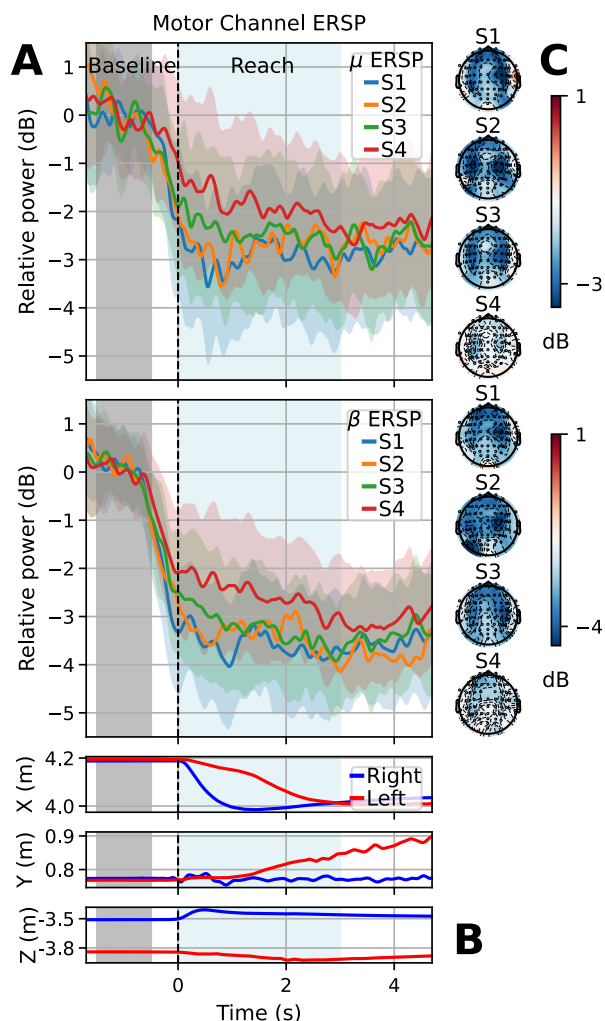 Motor Channel ERSP
A
Baseline
Reach
μ ERSP
S1
S2
S3
S4
Relative power (dB)
1
0
−1
−2
−3
−4
−5
β ERSP
S1
S2
S3
S4
Relative power (dB)
1
0
−1
−2
−3
−4
−5
X (m)
4.2
4.0
Right
Left
Y (m)
0.9
0.8
Z (m)
-3.5
-3.8
0
2
4
Time (s)
B
C
S1
S2
S3
S4
1
−3
dB
S1
S2
S3
S4
1
−4
dB